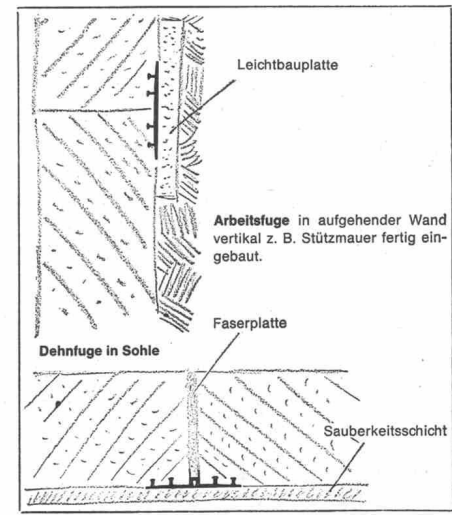 Leichtbauplatte
Arbeitsfuge in aufgehender Wand
vertikal z. B. Stützmauer fertig ein-
gebaut.
Faserplatte
Dehnfuge in Sohle
Sauberkeitsschicht